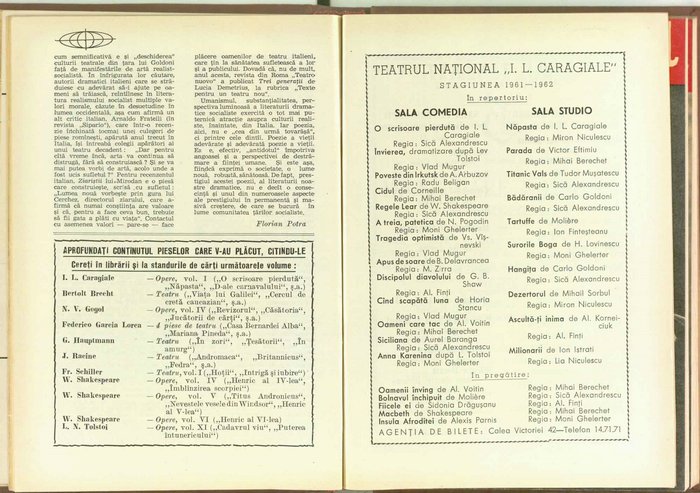 cum semnificativă e și „deschiderea"
culturii teatrale din țara lui Goldoni
față de manifestările de artă realist-
socialistă. În înfrigurata lor căutare,
autorii dramatici italieni care se stră-
duiesc cu adevărat să-i ajute pe oa-
meni să trăiască, reîntîlnesc în litera-
tura realismului socialist multiple va-
lori morale, căzute în desuetudine în
lumea occidentală, așa cum afirmă un
alt critic italian, Arnaldo Fratelli (în
revista „Sipario"), care într-o recen-
zie închinată tocmai unei culegeri de
piese romînești, apărută anul trecut în
Italia, își întreabă colegii apărători ai
unui teatru decadent: „Dar pentru
cîtă vreme încă, arta va continua să
distrugă, fără să construiască? Și se va
mai putea vorbi de artă, acolo unde a
fost ucis sufletul?" Pentru recenzentul
italian, Ziariștii lui Mirodan e o piesă
care construiește, scrisă cu sufletul:
„Lumea nouă vorbește prin gura lui
Cerchez, directorul ziarului, care a-
firmă că numai constiința are valoare
și că, pentru a face ceva bun, trebuie
să fii gata a plăti cu viața". Contactul
cu asemenea valori — pare-se — face
plăcere oamenilor de teatru italieni,
care țin la sănătatea sufletească a lor
și a publicului. Dovadă că, nu de mult,
anul acesta, revista din Roma „Teatro
nuovo" a publicat Trei generații de
Lucia Demetrius, la rubrica „Texte
pentru un teatru nou".
Umanismul, substanțialitatea, per-
spectiva luminoasă a literaturii drama-
tice socialiste exercită o tot mai pu-
ternică atracție asupra culturii realis-
te, înaintate, din Italia. Iar pentru a-
aici, nu e „cea din urmă tovarășă",
ci printre cele dintîi. Poezie a vieții
adevărate și adevărată poezie a vieții.
Ea e, efectiv, „antidotul" împotriva
angoasei și a perspectivei de destră-
mare a ființei umane. Și este așa,
fiindcă exprimă o societate, o lume
nouă, robustă, sănătoasă. De fapt, pres-
tigiul acestei poezii, al literaturii noas-
tre dramatice, nu e decît o conse-
cință și unul din numeroasele aspecte
ale prestigiului în permanentă și ma-
sivă creștere, de care se bucură în
lume comunitatea țărilor socialiste.
Florian Potra
APROFUNDAȚI CONȚINUTUL PIESELOR CARE V-AU PLĂCUT, CITINDU-LE
Cereți în librării și la standurile de cărți următoarele volume :
I. L. Caragiale — Opere, vol. I („O scrisoare pierdută",
„Năpasta", „D-ale carnavalului", ș.a.)
Bertolt Brecht — Teatru („Viața lui Galilei", „Cercul de
cretă caucazian", ș.a.)
N. V. Gogol — Opere, vol. IV („Revizorul", „Căsătoria",
„Jucătorii de cărți", ș.a.)
Federico Garcia Lorca — 4 piese de teatru („Casa Bernardei Alba",
„Mariana Pineda", ș.a.)
G. Hauptmann — Teatru („În zori", „Țesătorii", „În
amurg")
J. Racine — Teatru („Andromaca", „Britannicus",
„Fedra", ș.a.)
Fr. Schiller — Teatru, vol. I („Hoții", „Intrigă și iubire")
W. Shakespeare — Opere, vol. IV („Henric al IV-lea",
„Îmblînzirea scorpiei")
W. Shakespeare — Opere, vol. V („Titus Andronicus",
„Nevestele vesele din Windsor", „Henric
al V-lea")
W. Shakespeare — Opere, vol. VI („Henric al VI-lea)
L. N. Tolstoi — Opere, vol. XI („Cadavrul viu", „Puterea
întunericului")
TEATRUL NAȚIONAL „I. L. CARAGIALE"
STAGIUNEA 1961—1962
În repertoriu:
SALA COMEDIA
O scrisoare pierdută de I. L.
Caragiale
Regia: Sică Alexandrescu
Învierea, dramatizare după Lev
Tolstoi
Regia: Vlad Mugur
Poveste din Irkutsk de A. Arbuzov
Regia: Radu Beligan
Cidul de Corneille
Regia: Mihai Berechet
Regele Lear de W. Shakespeare
Regia: Sică Alexandrescu
A treia, patetica de N. Pogodin
Regia: Moni Ghelerter
Tragedia optimistă de Vs. Vîș-
nevski
Regia: Vlad Mugur
Apus de soare de B. Delavrancea
Regia: M. Zirra
Discipolul diavolului de G. B.
Shaw
Regia: Al. Finți
Cînd scapătă luna de Horia
Stancu
Regia: Vlad Mugur
Oameni care tac de Al. Voitin
Regia: Mihai Berechet
Siciliana de Aurel Baranga
Regia: Sică Alexandrescu
Anna Karenina după L. Tolstoi
Regia: Moni Ghelerter
SALA STUDIO
Năpasta de I. L. Caragiale
Regia: Miron Niculescu
Parada de Victor Eftimiu
Regia: Mihai Berechet
Titanic Vals de Tudor Mușatescu
Regia: Sică Alexandrescu
Bădăranii de Carlo Goldoni
Regia: Sică Alexandrescu
Tartuffe de Molière
Regia: Ion Finteșteanu
Surorile Boga de H. Lovinescu
Regia: Moni Ghelerter
Hangița de Carlo Goldoni
Regia: Sică Alexandrescu
Dezertorul de Mihail Sorbul
Regia: Miron Niculescu
Ascultă-ți inima de Al. Kornei-
ciuk
Regia: Al. Finți
Milionarii de Ion Istrati
Regia: Lia Niculescu
În pregătire:
Oamenii înving de Al. Voitin Regia: Mihai Berechet
Bolnavul închipuit de Molière Regia: Sică Alexandrescu
Fiicele ei de Sidonia Drăgușanu Regia: Al. Finți
Macbeth de Shakespeare Regia: Mihai Berechet
Insula Afroditei de Alexis Parnis Regia: Moni Ghelerter
AGENȚIA DE BILETE: Calea Victoriei 42—Telefon 14,71,71